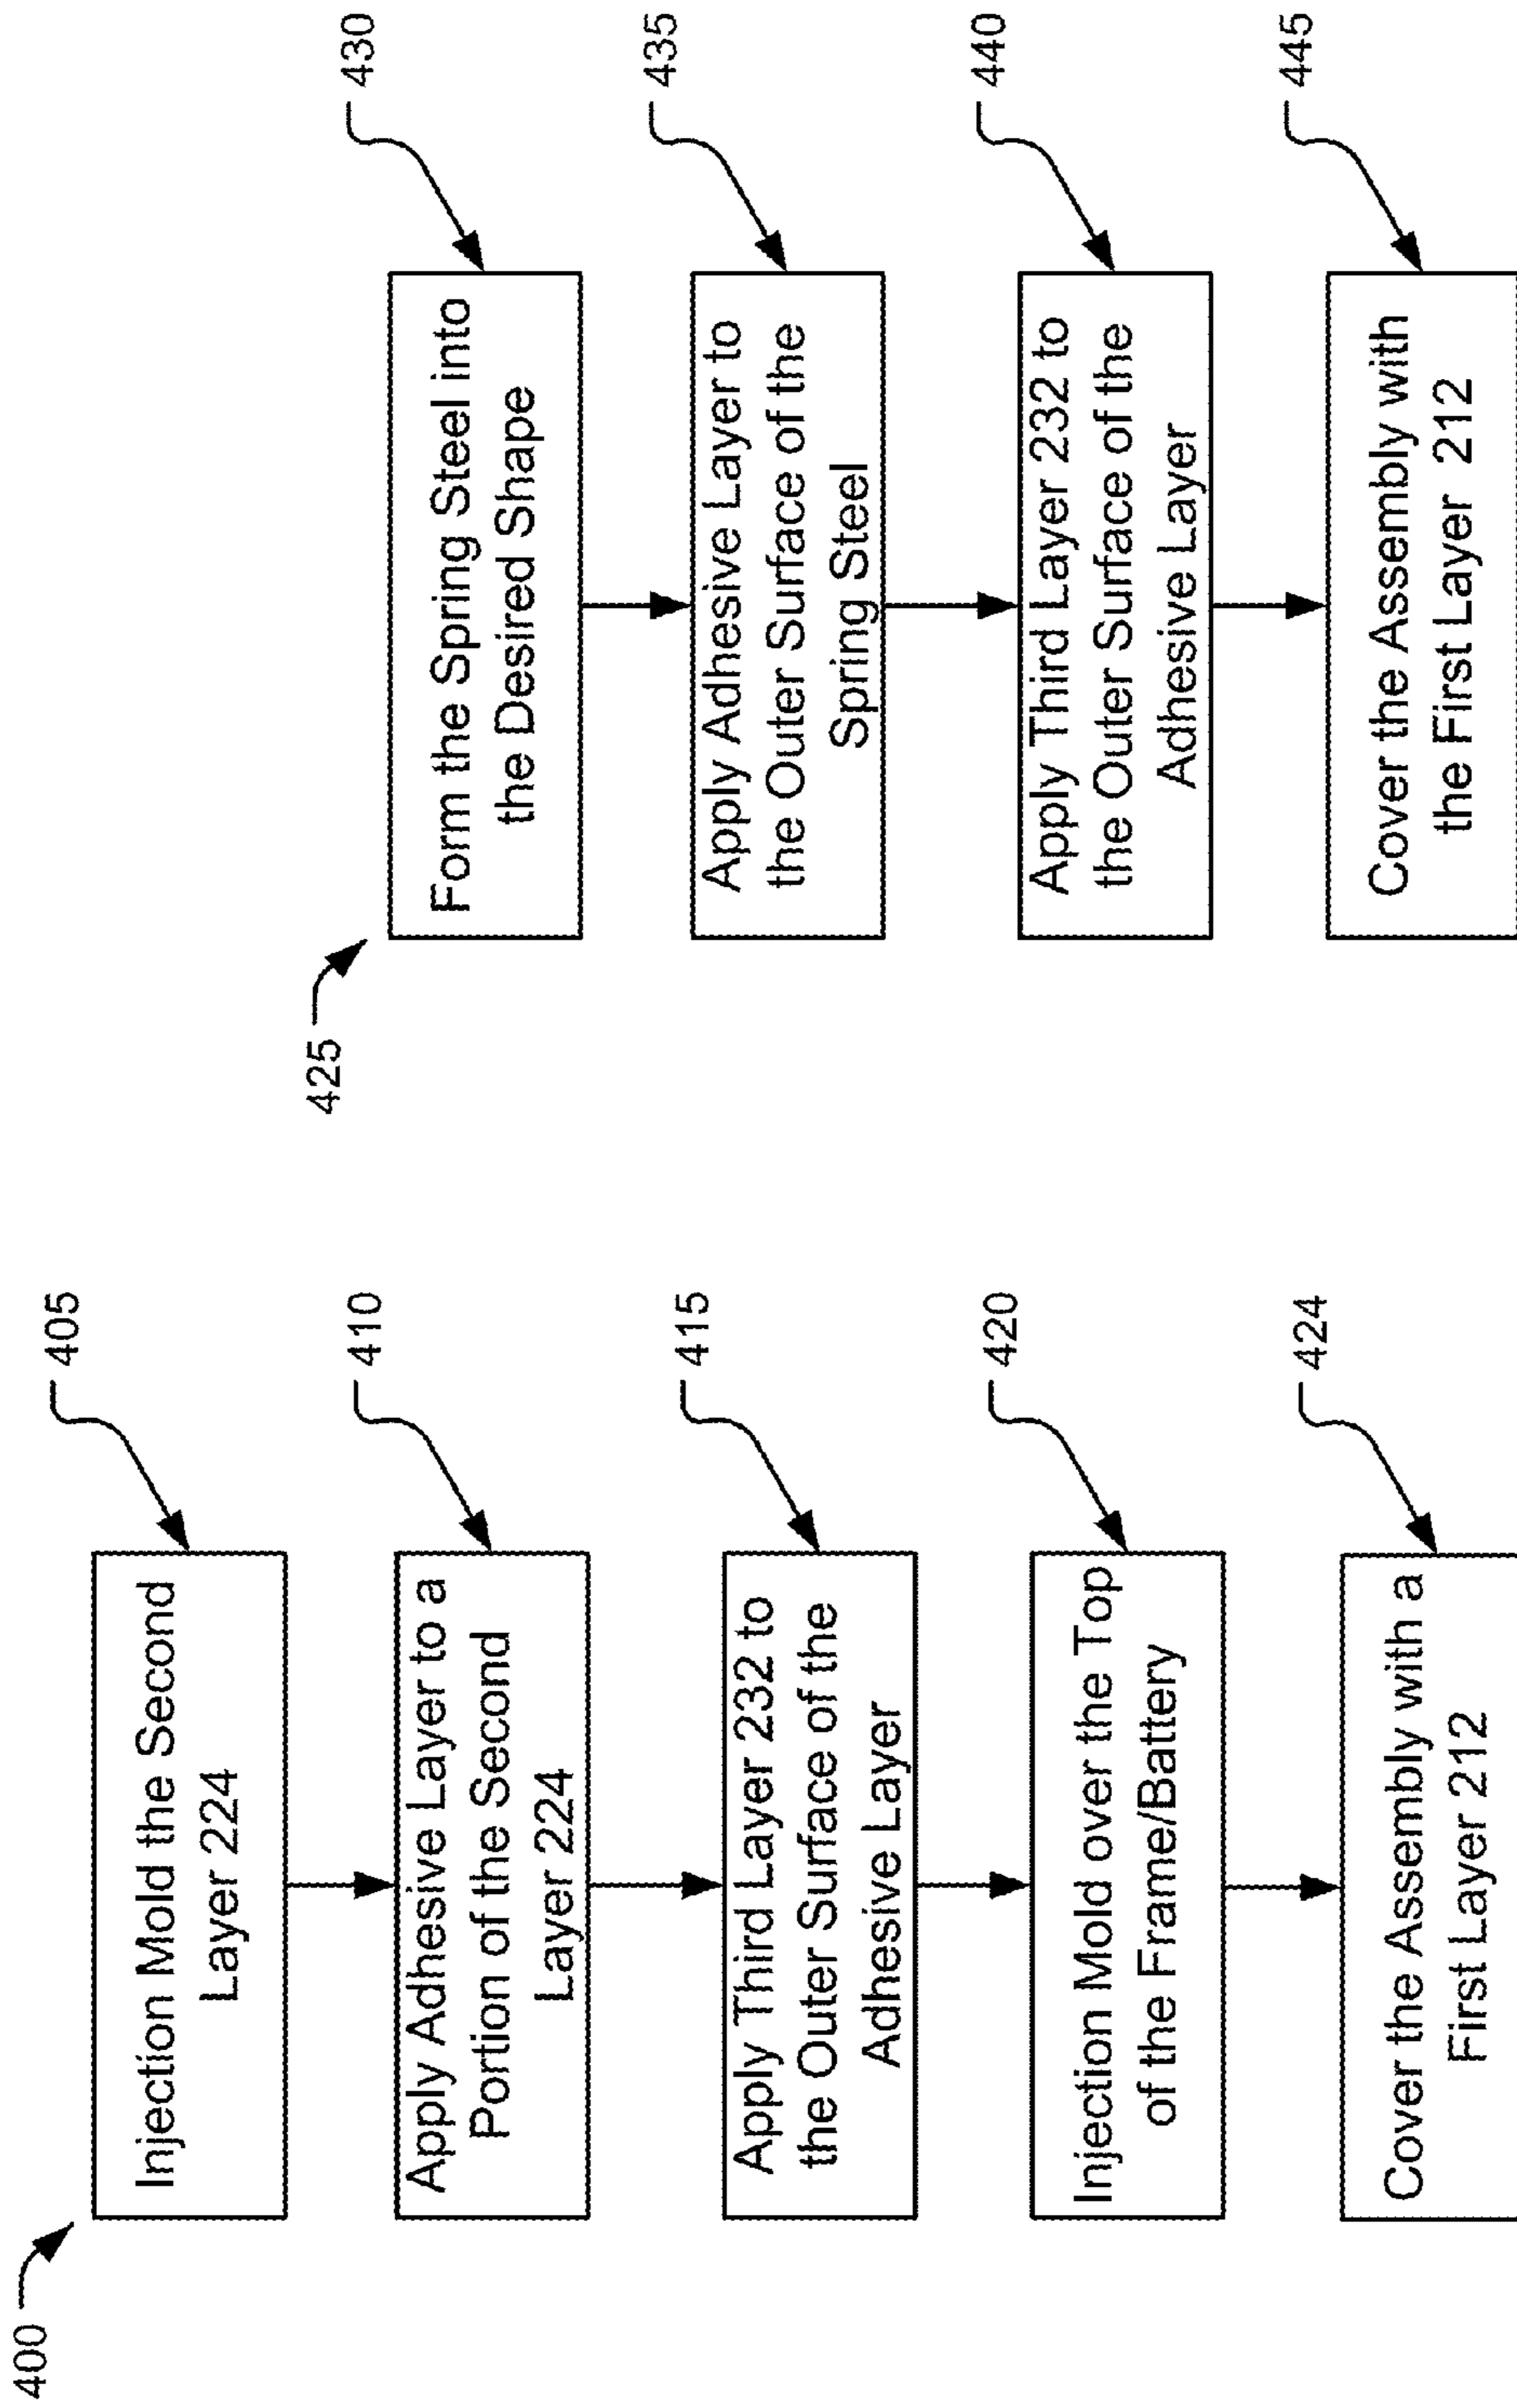 400
405
Injection Mold the Second
Layer 224
410
Apply Adhesive Layer to a
Portion of the Second
Layer 224
415
Apply Third Layer 232 to
the Outer Surface of the
Adhesive Layer
420
Injection Mold over the Top
of the Frame/Battery
424
Cover the Assembly with a
First Layer 212
425
430
Form the Spring Steel into
the Desired Shape
435
Apply Adhesive Layer to
the Outer Surface of the
Spring Steel
440
Apply Third Layer 232 to
the Outer Surface of the
Adhesive Layer
445
Cover the Assembly with
the First Layer 212